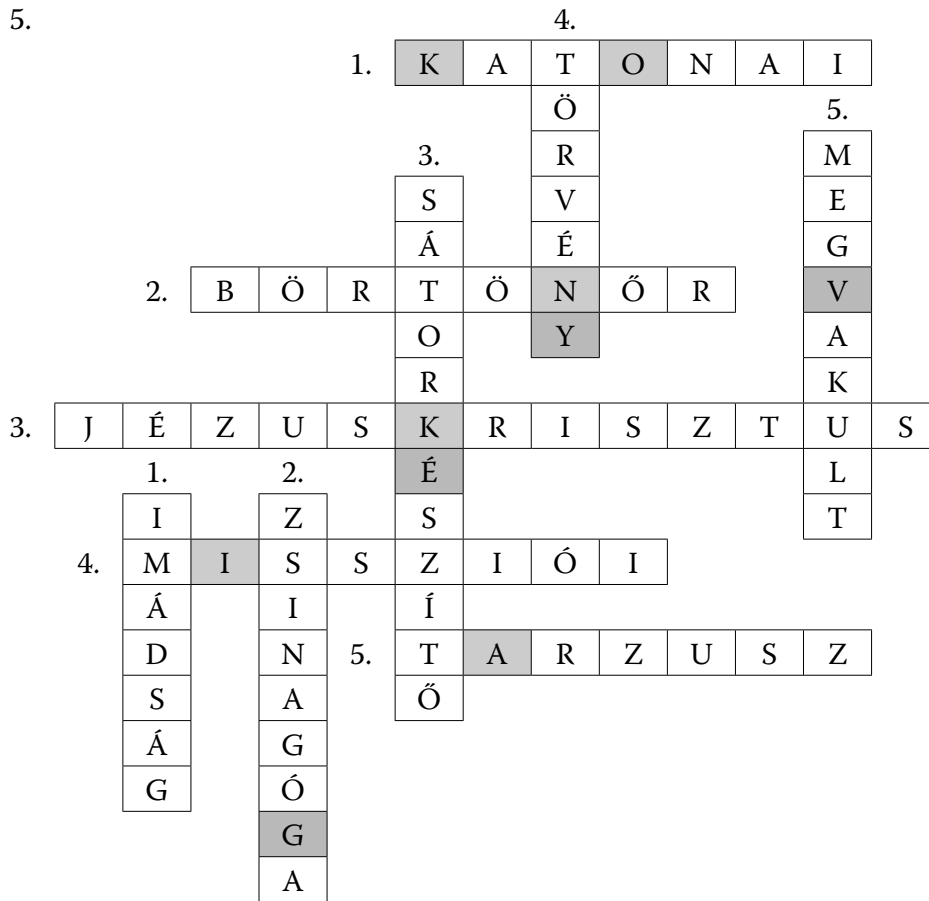 5. 4.
1. K A T O N A I
Ö 5.
3. R M
S V E
Á É G
2. B Ö R T Ö N Ő R V
O Y A
R K
3. J É Z U S K R I S Z T U S
1. 2. É L
I Z S T
4. M I S S Z I Ó I
Á I Í
D N 5. T A R Z U S Z
S A Ő
Á G
G Ó
G
A